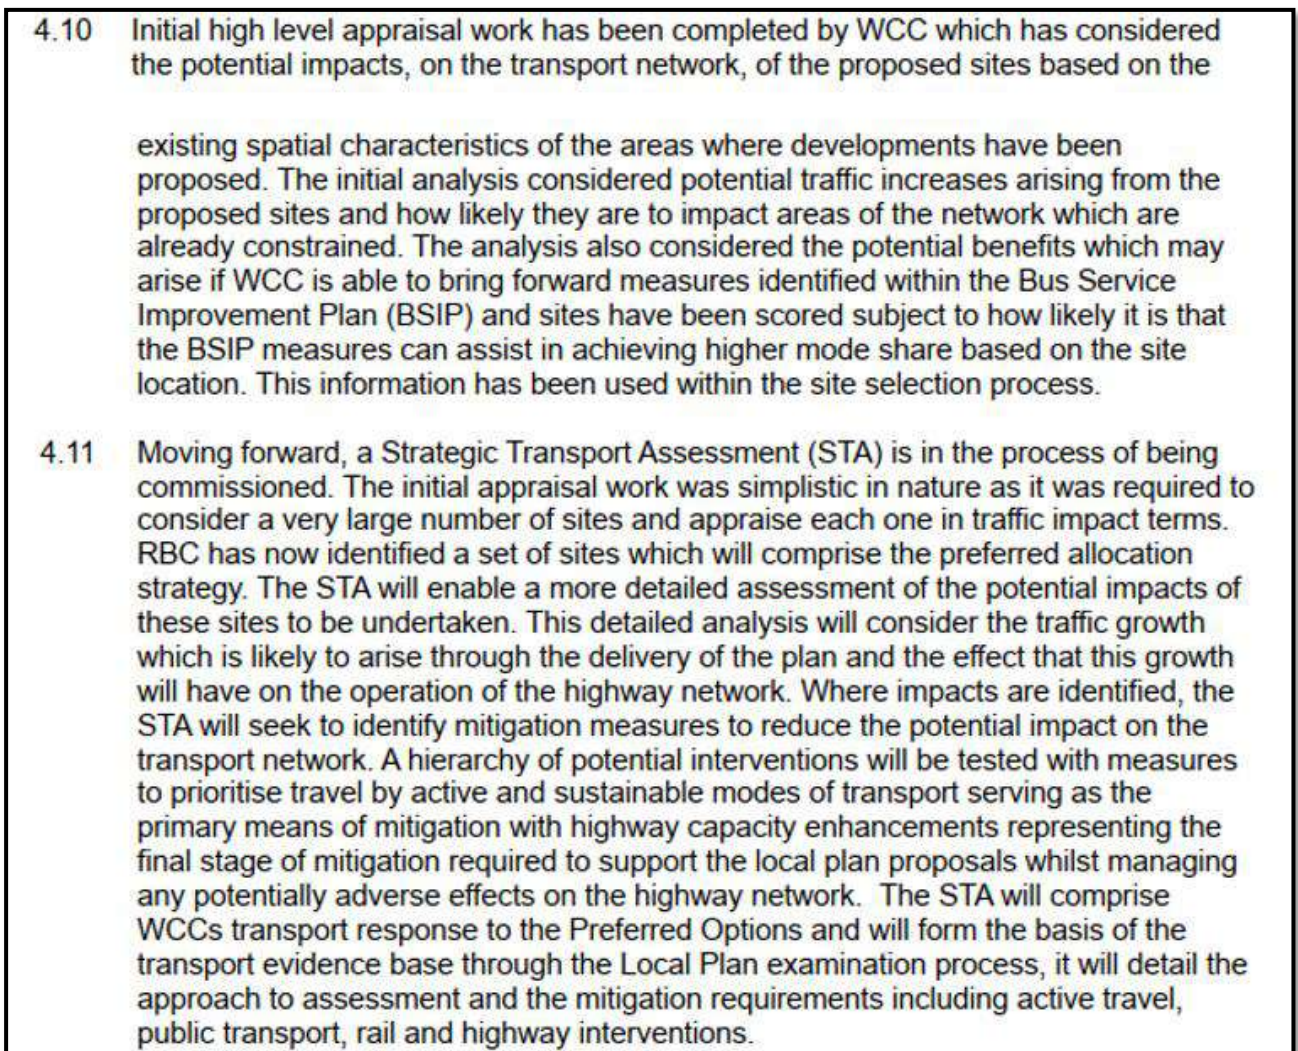 4.10 Initial high level appraisal work has been completed by WCC which has considered
the potential impacts, on the transport network, of the proposed sites based on the
existing spatial characteristics of the areas where developments have been
proposed. The initial analysis considered potential traffic increases arising from the
proposed sites and how likely they are to impact areas of the network which are
already constrained. The analysis also considered the potential benefits which may
arise if WCC is able to bring forward measures identified within the Bus Service
Improvement Plan (BSIP) and sites have been scored subject to how likely it is that
the BSIP measures can assist in achieving higher mode share based on the site
location. This information has been used within the site selection process.
4.11 Moving forward, a Strategic Transport Assessment (STA) is in the process of being
commissioned. The initial appraisal work was simplistic in nature as it was required to
consider a very large number of sites and appraise each one in traffic impact terms.
RBC has now identified a set of sites which will comprise the preferred allocation
strategy. The STA will enable a more detailed assessment of the potential impacts of
these sites to be undertaken. This detailed analysis will consider the traffic growth
which is likely to arise through the delivery of the plan and the effect that this growth
will have on the operation of the highway network. Where impacts are identified, the
STA will seek to identify mitigation measures to reduce the potential impact on the
transport network. A hierarchy of potential interventions will be tested with measures
to prioritise travel by active and sustainable modes of transport serving as the
primary means of mitigation with highway capacity enhancements representing the
final stage of mitigation required to support the local plan proposals whilst managing
any potentially adverse effects on the highway network. The STA will comprise
WCCs transport response to the Preferred Options and will form the basis of the
transport evidence base through the Local Plan examination process, it will detail the
approach to assessment and the mitigation requirements including active travel,
public transport, rail and highway interventions.